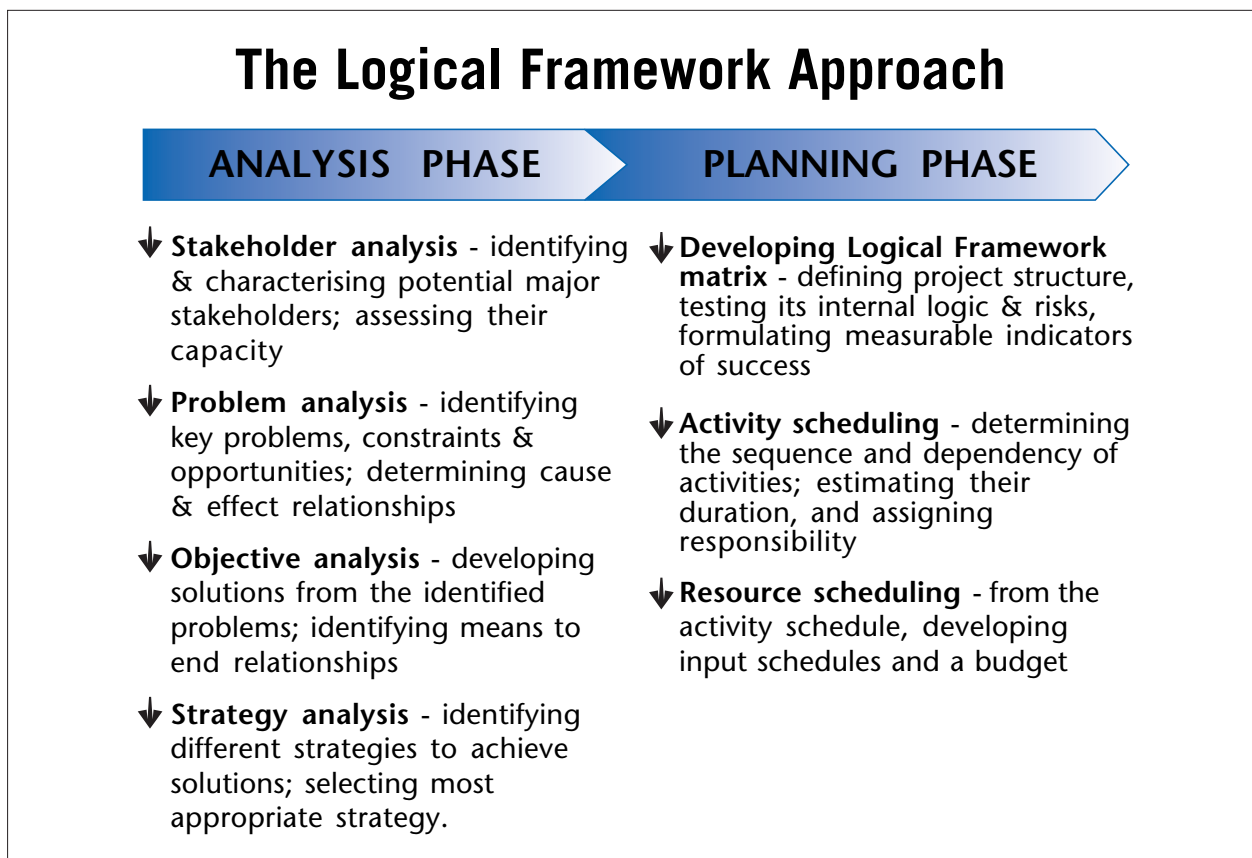 The Logical Framework Approach
ANALYSIS PHASE
Stakeholder analysis - identifying
& characterising potential major
stakeholders; assessing their
capacity
Problem analysis - identifying
key problems, constraints &
opportunities; determining cause
& effect relationships
Objective analysis - developing
solutions from the identified
problems; identifying means to
end relationships
Strategy analysis - identifying
different strategies to achieve
solutions; selecting most
appropriate strategy.
PLANNING PHASE
Developing Logical Framework
matrix - defining project structure,
testing its internal logic & risks,
formulating measurable indicators
of success
Activity scheduling - determining
the sequence and dependency of
activities; estimating their
duration, and assigning
responsibility
Resource scheduling - from the
activity schedule, developing
input schedules and a budget